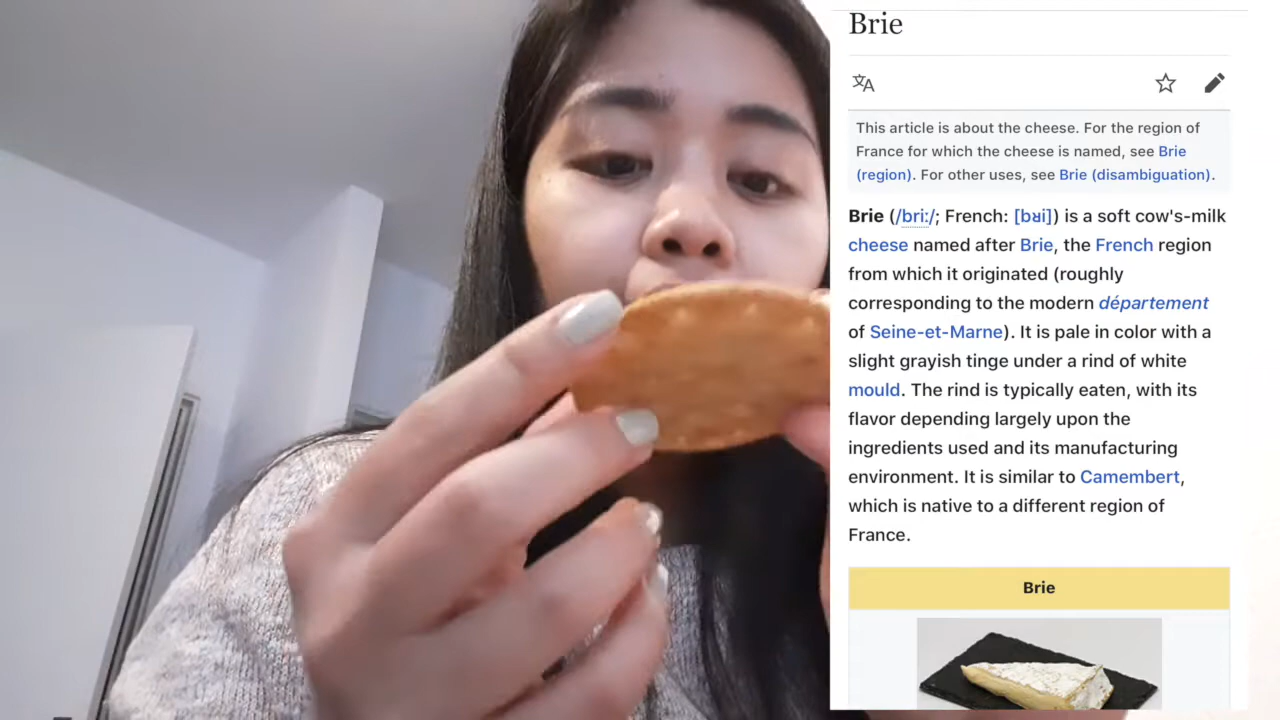 Brie
This article is about the cheese. For the region of
France for which the cheese is named, see Brie
(region). For other uses, see Brie (disambiguation).
Brie (/briː/; French: [bʁi]) is a soft cow's-milk
cheese named after Brie, the French region
from which it originated (roughly
corresponding to the modern département
of Seine-et-Marne). It is pale in color with a
slight grayish tinge under a rind of white
mould. The rind is typically eaten, with its
flavor depending largely upon the
ingredients used and its manufacturing
environment. It is similar to Camembert,
which is native to a different region of
France.
Brie